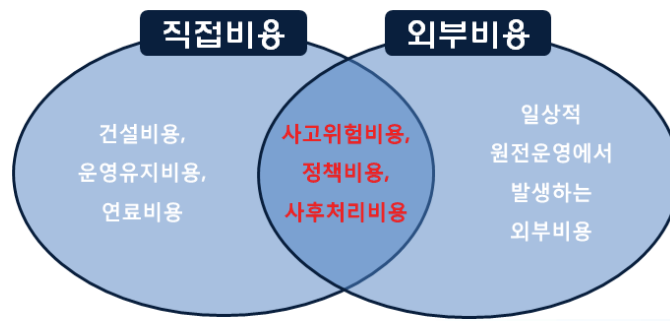 직접비용
외부비용
건설비용,
운영유지비용,
연료비용
사고위험비용,
정책비용,
사후처리비용
일상적
원전운영에서
발생하는
외부비용